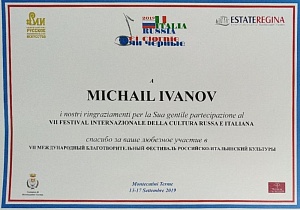 РУССКИЕ
2019 ITALIA
RUSSIA
ESTATEREGINA
A
MICHAIL IVANOV
i nostri ringraziamenti per la Sua gentile partecipazione al
VII FESTIVAL INTERNAZIONALE DELLA CULTURA RUSSA E ITALIANA
спасибо за ваше любезное участие в
VII МЕЖДУНАРОДНЫЙ БЛАГОТВОРИТЕЛЬНЫЙ ФЕСТИВАЛЬ РОССИЙСКО-ИТАЛЬЯНСКИЙ КУЛЬТУРЫ
Montecatini Terme
13-17 Settembre 2019